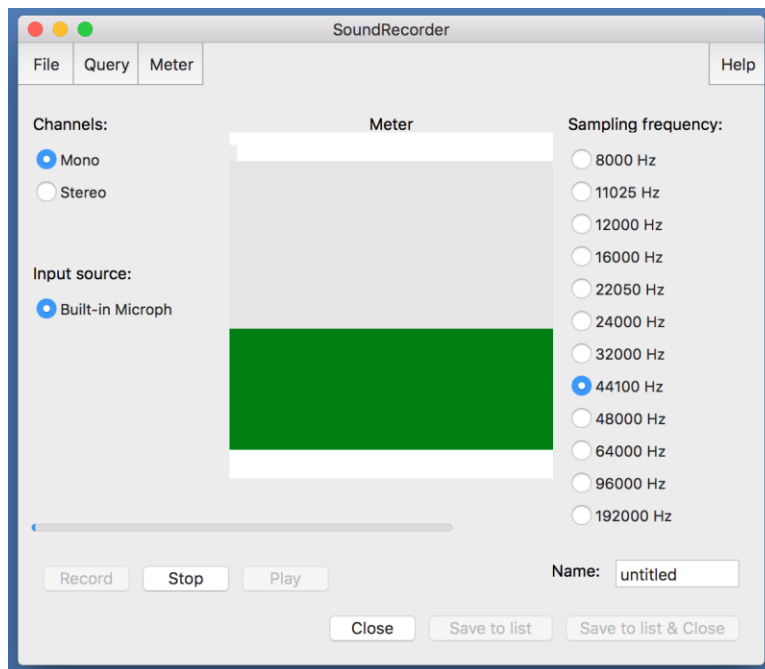 SoundRecorder
File Query Meter Help
Channels:
Mono
Stereo
Input source:
Built-in Microph
Meter
Sampling frequency:
8000 Hz
11025 Hz
12000 Hz
16000 Hz
22050 Hz
24000 Hz
32000 Hz
44100 Hz
48000 Hz
64000 Hz
96000 Hz
192000 Hz
Record Stop Play
Name: untitled
Close Save to list Save to list & Close